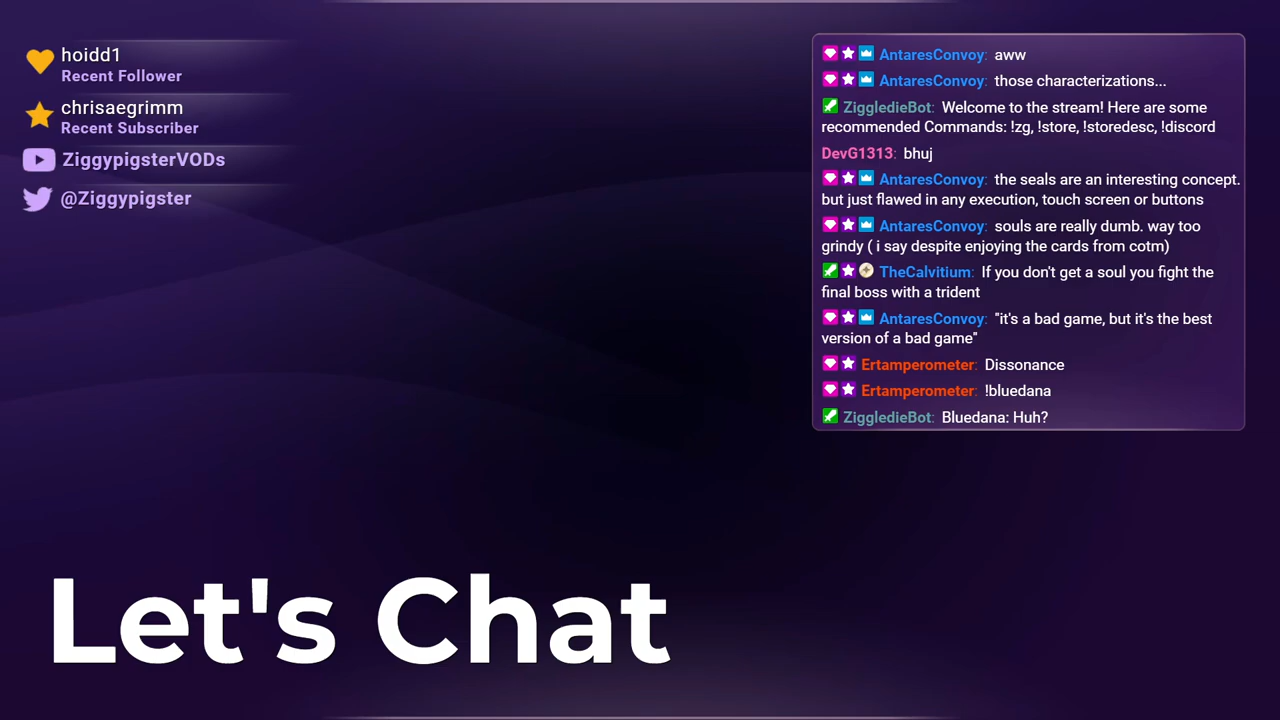 hoidd1
Recent Follower
chrisaegrimm
Recent Subscriber
ZiggypigsterVODs
@Ziggypigster
AntaresConvoy: aww
AntaresConvoy: those characterizations...
ZiggledieBot: Welcome to the stream! Here are some
recommended Commands: !zg, !store, !storedesc, !discord
DevG1313: bhuj
AntaresConvoy: the seals are an interesting concept.
but just flawed in any execution, touch screen or buttons
AntaresConvoy: souls are really dumb. way too
grindy ( i say despite enjoying the cards from cotm)
TheCalvitium: If you don't get a soul you fight the
final boss with a trident
AntaresConvoy: "it's a bad game, but it's the best
version of a bad game"
Ertamperometer: Dissonance
Ertamperometer: !bluedana
ZiggledieBot: Bluedana: Huh?
Let's Chat